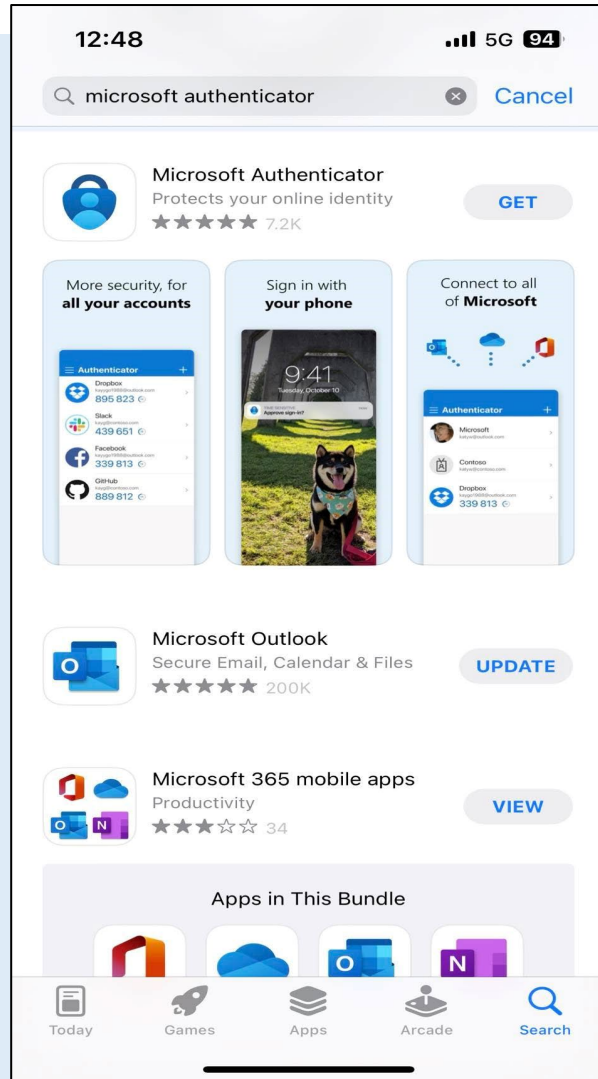 12:48
5G 94
microsoft authenticator
Cancel
Microsoft Authenticator
Protects your online identity
7.2K
GET
More security, for
all your accounts
Authenticator
Dropbox
895 823
Slack
439 651
Facebook
339 813
GitHub
889 812
Sign in with
your phone
9:41
Tuesday, October 10
Approve sign-in?
Connect to all
of Microsoft
Authenticator
Microsoft
Contoso
Dropbox
339 813
Microsoft Outlook
Secure Email, Calendar & Files
200K
UPDATE
Microsoft 365 mobile apps
Productivity
34
VIEW
Apps in This Bundle
Today
Games
Apps
Arcade
Search